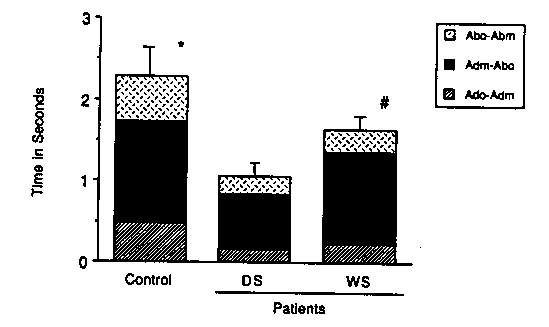 3
2
1
0
Time in Seconds
*
#
Abo-Abm
Adm-Abo
Ado-Adm
Control
DS
WS
Patients